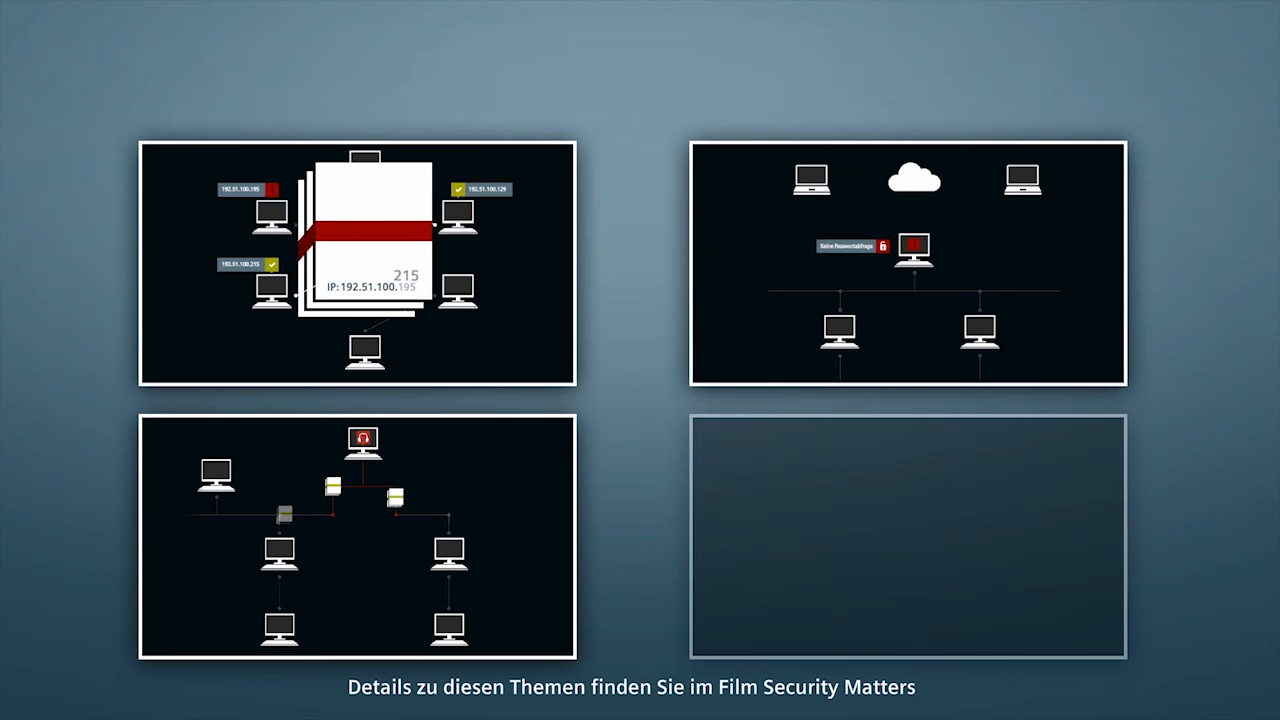 192.51.100.195
192.51.100.129
192.51.100.215
215
IP: 192.51.100.195
Keine Passwortabfrage
Details zu diesen Themen finden Sie im Film Security Matters